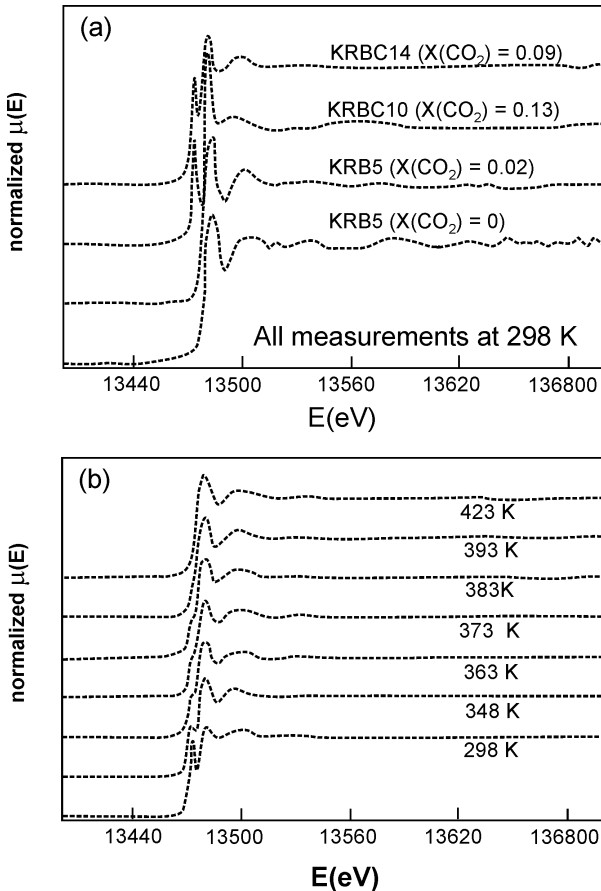 (a)
KRBC14 (X(CO₂) = 0.09)
KRBC10 (X(CO₂) = 0.13)
KRB5 (X(CO₂) = 0.02)
KRB5 (X(CO₂) = 0)
All measurements at 298 K
normalized μ(E)
13440 13500 13560 13620 136800
E(eV)
(b)
423 K
393 K
383K
373 K
363 K
348 K
298 K
normalized μ(E)
13440 13500 13560 13620 136800
E(eV)